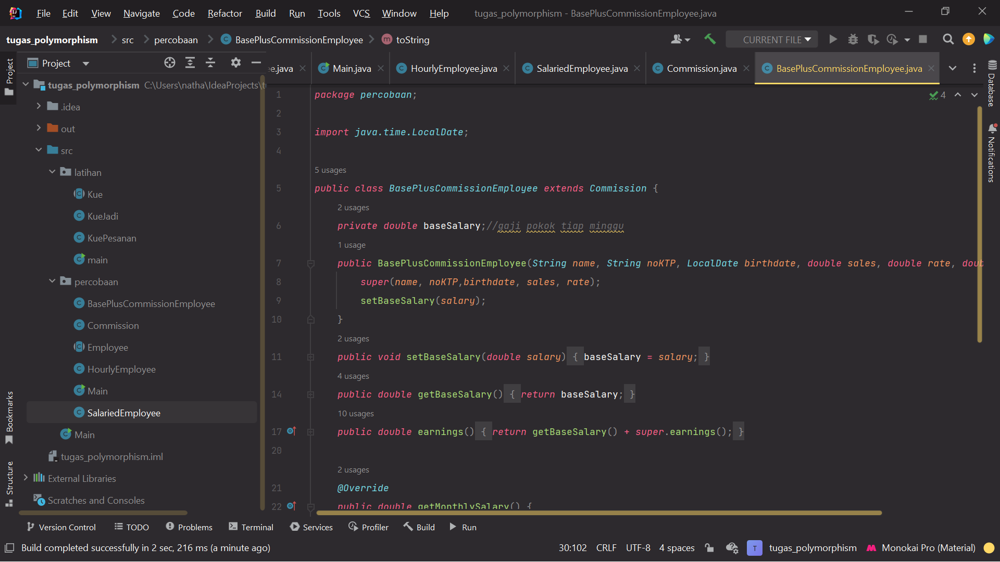 File Edit View Navigate Code Refactor Build Run Tools VCS Window Help tugas_polymorphism - BasePlusCommissionEmployee.java
tugas_polymorphism src percobaan BasePlusCommissionEmployee toString CURRENT FILE
Project
Project
ee.java Main.java HourlyEmployee.java SalariedEmployee.java Commission.java BasePlusCommissionEmployee.java
tugas_polymorphism C:\Users\natha\IdeaProjects\tu
.idea
out
src
latihan
Kue
KueJadi
KuePesanan
main
percobaan
BasePlusCommissionEmployee
Commission
Employee
HourlyEmployee
Main
SalariedEmployee
Main
tugas_polymorphism.iml
External Libraries
Scratches and Consoles
Bookmarks
Structure
1 package percobaan;
2
3 import java.time.LocalDate;
4
5 usages
5 public class BasePlusCommissionEmployee extends Commission {
2 usages
6 private double baseSalary;//gaji pokok tiap minggu
1 usage
7 public BasePlusCommissionEmployee(String name, String noKTP, LocalDate birthdate, double sales, double rate, doub
8 super(name, noKTP,birthdate, sales, rate);
9 setBaseSalary(salary);
10 }
2 usages
11 public void setBaseSalary(double salary) { baseSalary = salary; }
4 usages
14 public double getBaseSalary() { return baseSalary; }
10 usages
17 public double earnings() { return getBaseSalary() + super.earnings(); }
20
2 usages
21 @Override
22 public double getMonthlySalary() {
4
Database
Notifications
Version Control TODO Problems Terminal Services Profiler Build Run
Build completed successfully in 2 sec, 216 ms (a minute ago) 30:102 CRLF UTF-8 4 spaces T tugas_polymorphism Monokai Pro (Material)